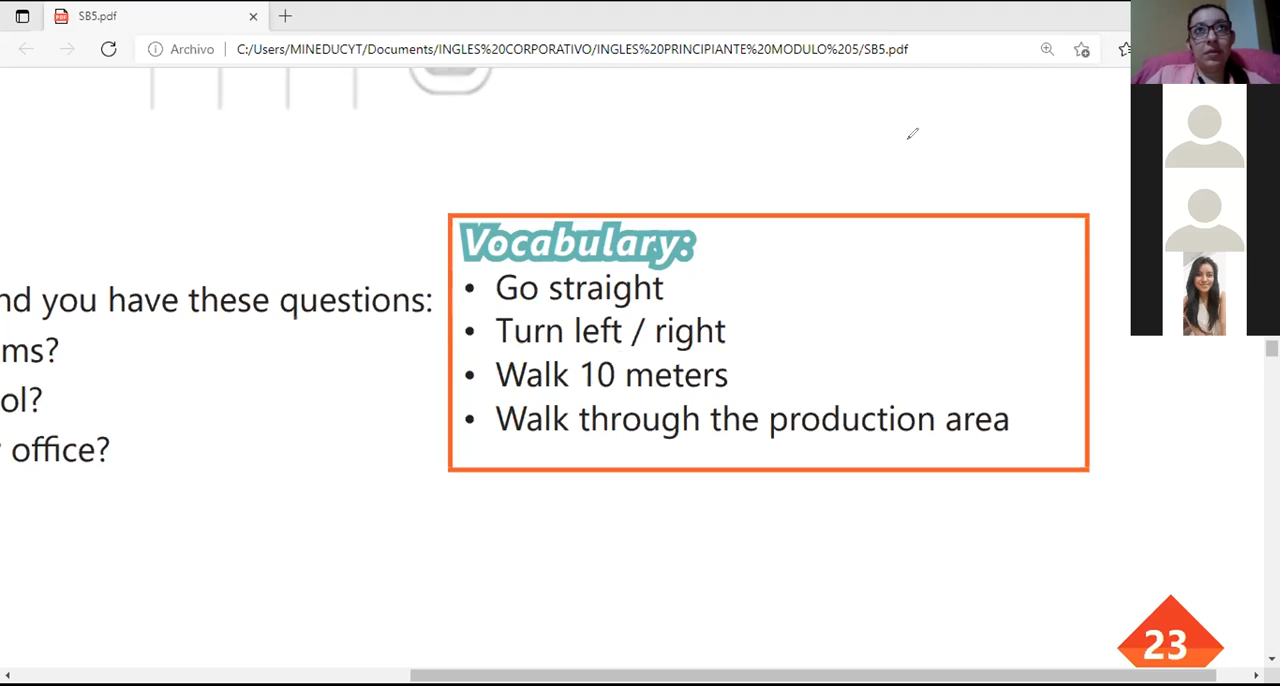 SB5.pdf
Archivo
C:/Users/MINEDUCYT/Documents/INGLES%20CORPORATIVO/INGLES%20PRINCIPIANTE%20MODULO%205/SB5.pdf
Vocabulary:
• Go straight
nd you have these questions:
• Turn left / right
ms?
• Walk 10 meters
ol?
• Walk through the production area
office?
23